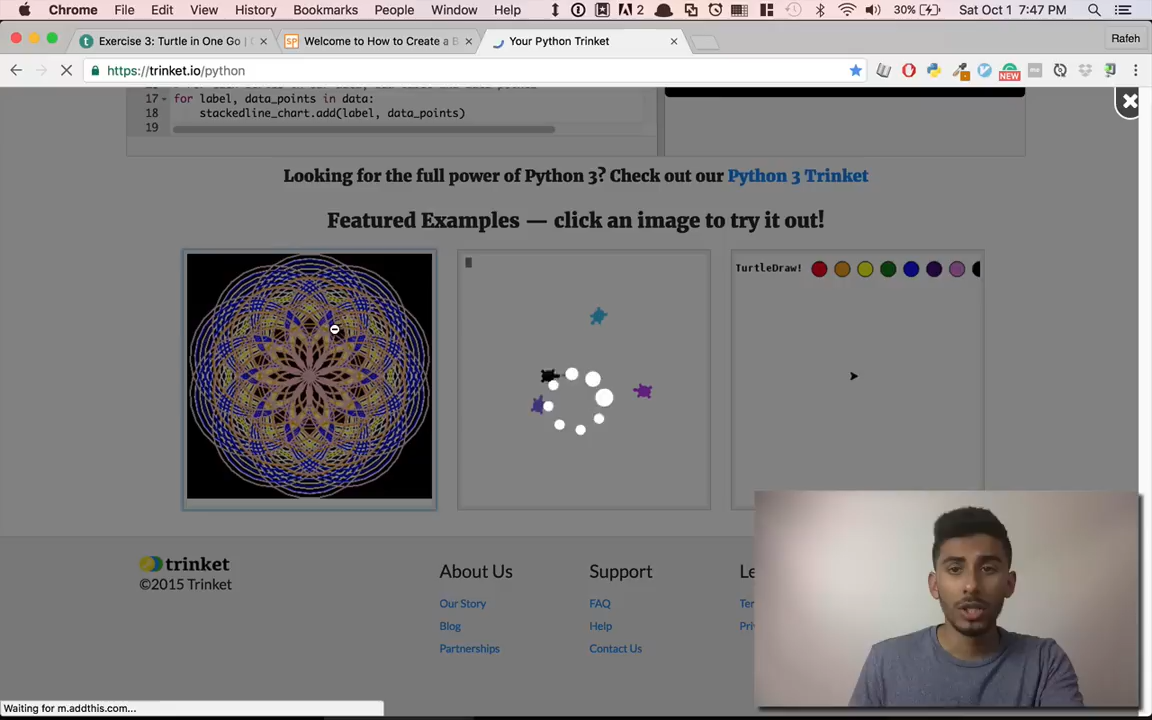 Chrome File Edit View History Bookmarks People Window Help 2 30% Sat Oct 1 7:47 PM
Exercise 3: Turtle in One Go | Welcome to How to Create a B Your Python Trinket Rafeh
https://trinket.io/python NEW
17 for label, data_points in data:
18 stackedline_chart.add(label, data_points)
19
Looking for the full power of Python 3? Check out our Python 3 Trinket
Featured Examples — click an image to try it out!
TurtleDraw!
trinket
©2015 Trinket
About Us
Our Story
Blog
Partnerships
Support
FAQ
Help
Contact Us
Waiting for m.addthis.com...